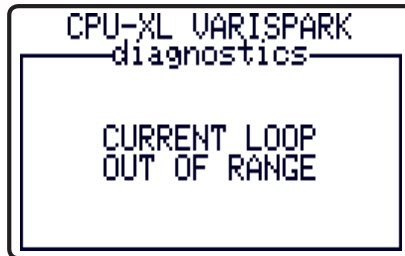 CPU-XL VARISPARK
diagnostics
CURRENT LOOP
OUT OF RANGE